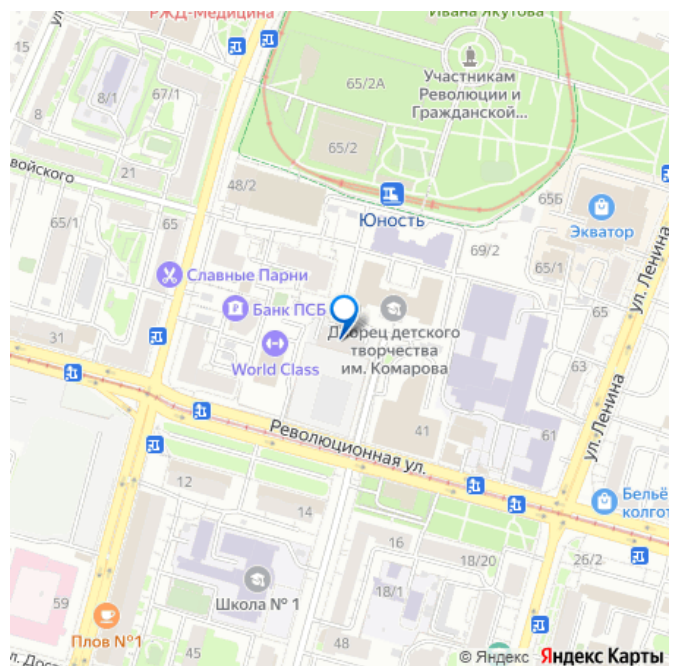 РЖД-Медицина
Ивана Якутова
15
8
8/1
67/1
65/2А
Участникам
Революции и
Гражданской...
65/2
21
войского
48/2
65Б
Юность
Экватор
65/1
65
69/2
65/1
ул. Ленина
Славные Парни
Банк ПСБ
65
31
Дворец детского
творчества
им. Комарова
World Class
63
ул. Ленина
Революционная ул.
41
61
12
14
Бельё
колгот
16
18/20
26/2
Школа № 1
18/1
59
Плов №1
45
48
л. Дос
© Яндекс Яндекс Карты